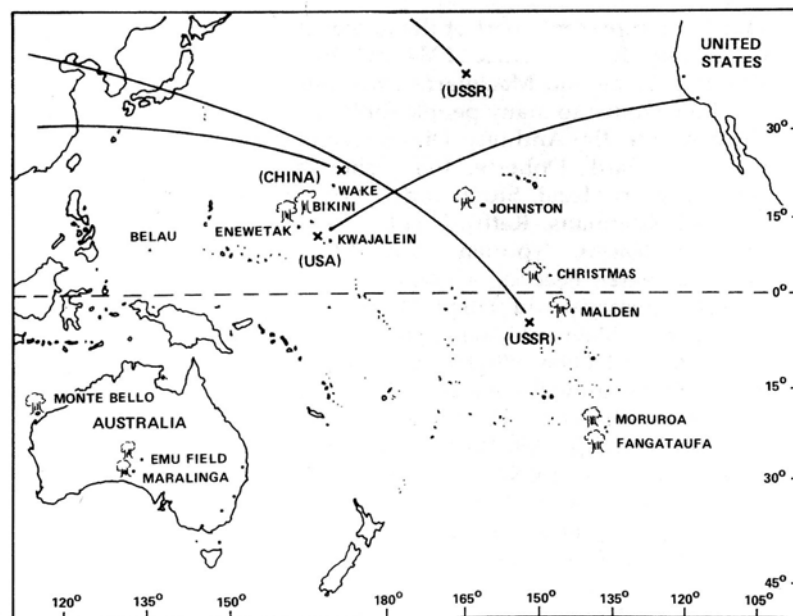 UNITED
STATES
(USSR)
30°
(CHINA)
WAKE
BIKINI
JOHNSTON
15°
ENEWETAK
BELAU
KWAJALEIN
(USA)
CHRISTMAS
0°
MALDEN
(USSR)
15°
MONTE BELLO
AUSTRALIA
MORUROA
FANGATAUFA
EMU FIELD
MARALINGA
30°
45°
120° 135° 150° 180° 165° 150° 135° 120° 105°